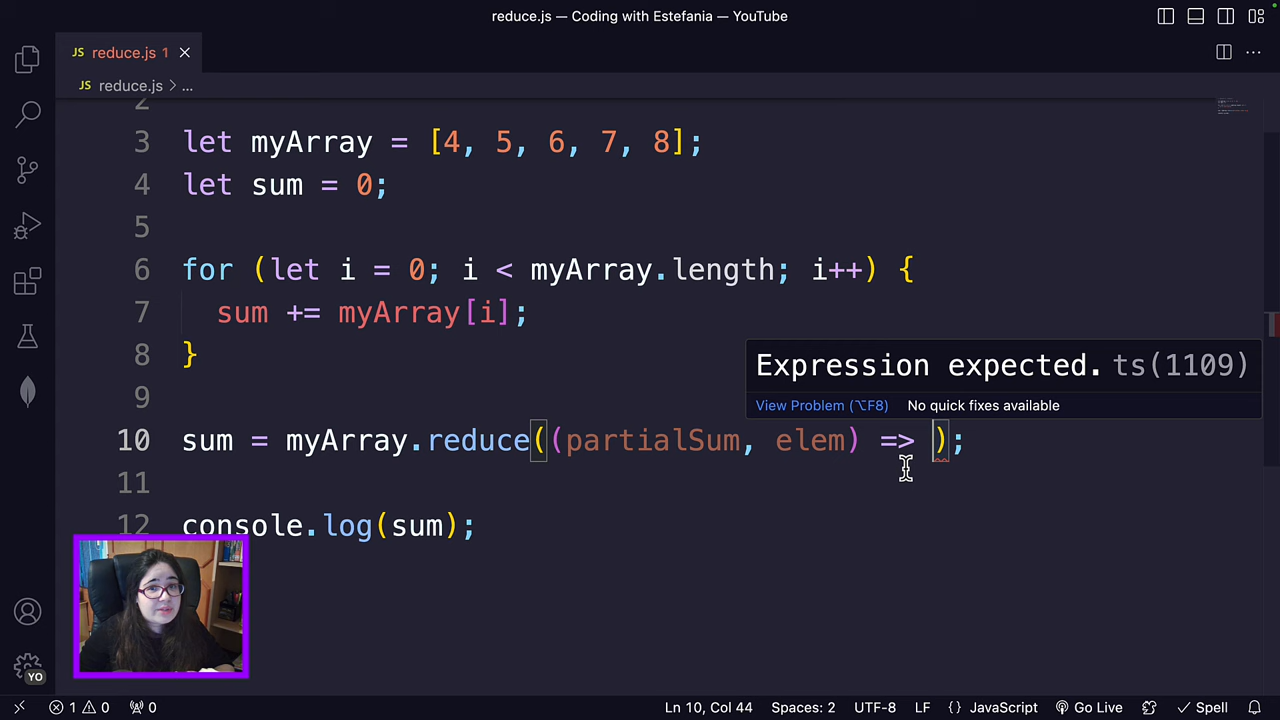 reduce.js — Coding with Estefania — YouTube
JS reduce.js 1
JS reduce.js > ...
2
3 let myArray = [4, 5, 6, 7, 8];
4 let sum = 0;
5
6 for (let i = 0; i < myArray.length; i++) {
7 sum += myArray[i];
8 }
Expression expected. ts(1109)
View Problem (⌥F8) No quick fixes available
9
10 sum = myArray.reduce((partialSum, elem) => );
11
12 console.log(sum);
YO
1 0 0 Ln 10, Col 44 Spaces: 2 UTF-8 LF {} JavaScript Go Live Spell